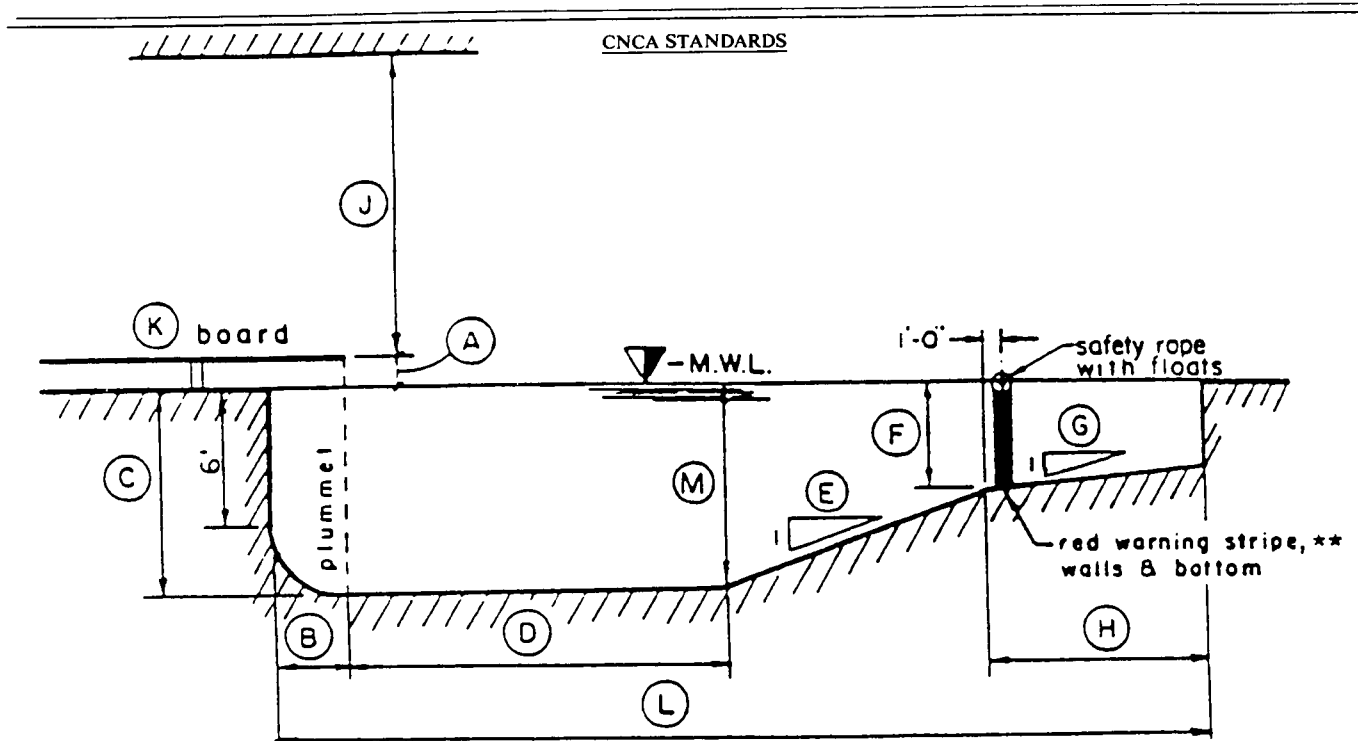 CNCA STANDARDS
J
K board
A
M.W.L.
1'-0"
safety rope
with floats
C
6'
plummet
M
F
G
1
E
1
red warning stripe, **
walls & bottom
B
D
H
L